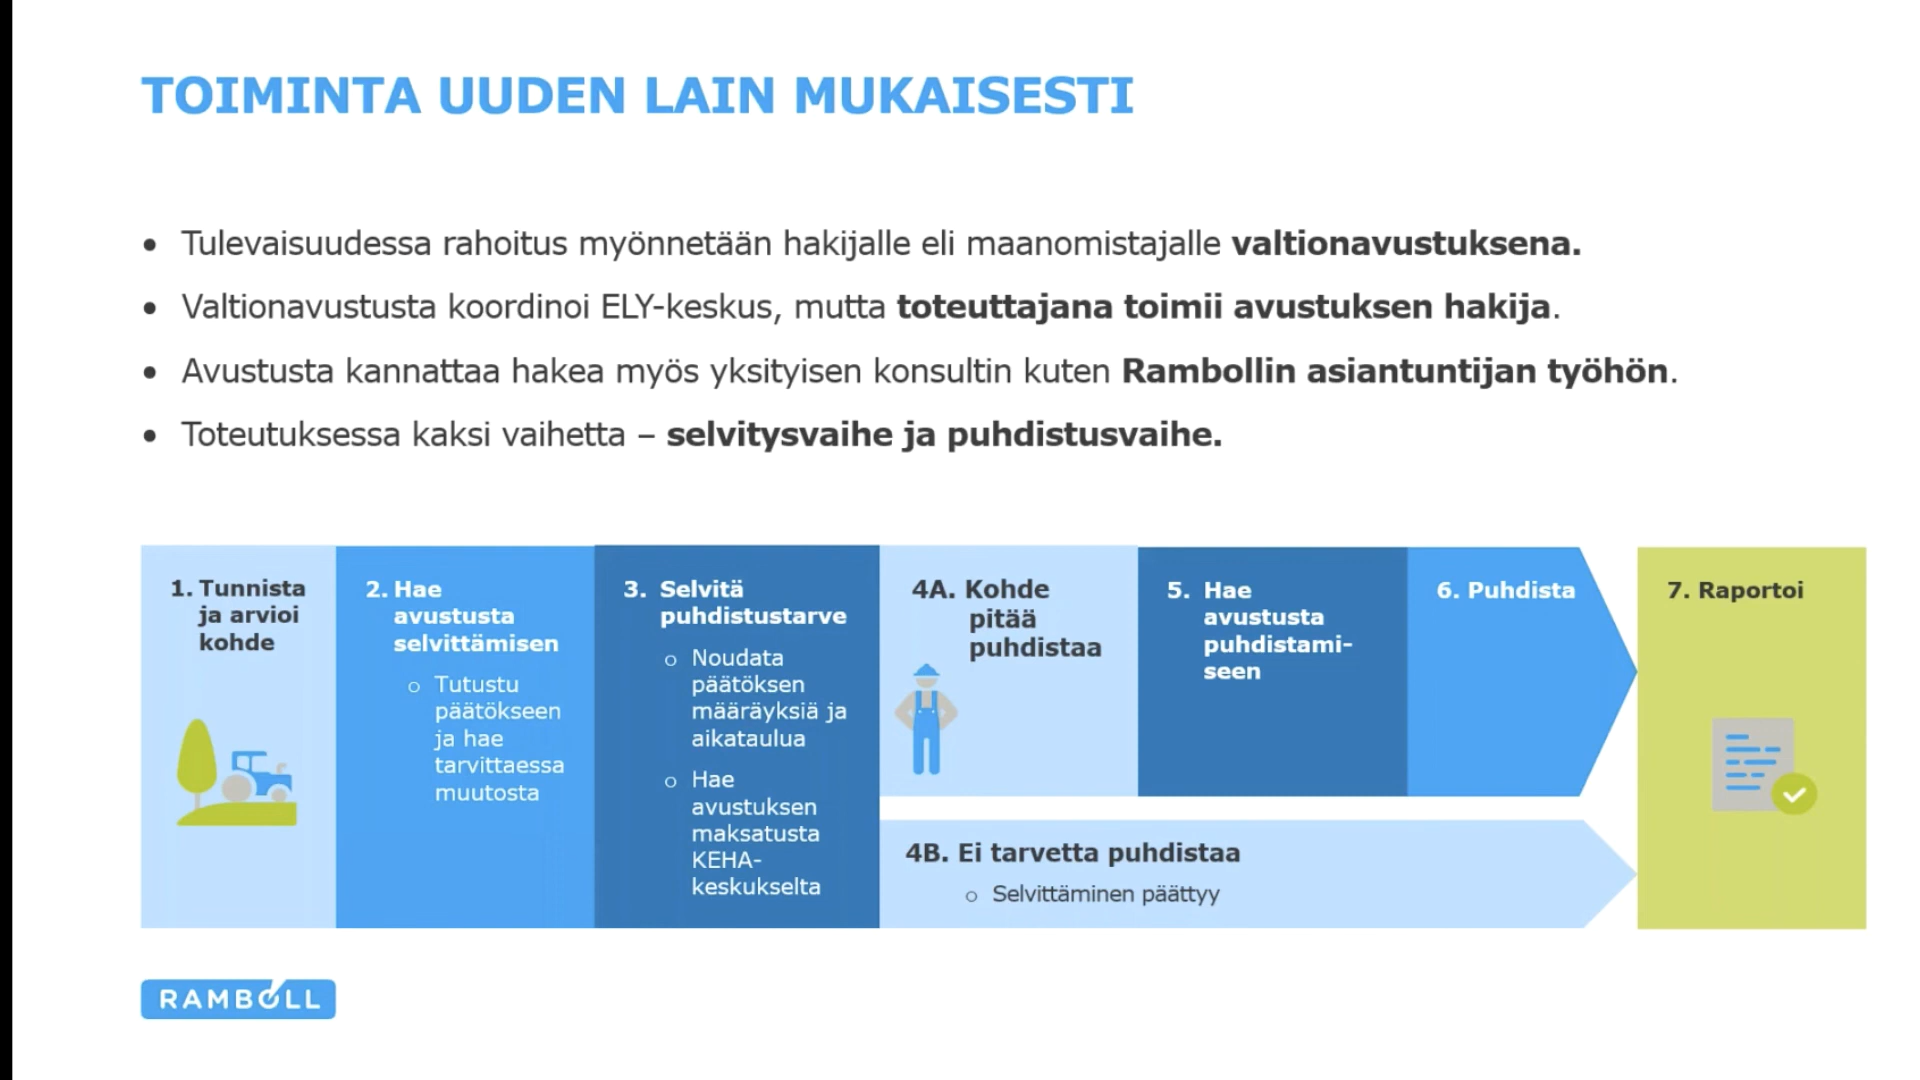 TOIMINTA UUDEN LAIN MUKAISESTI
• Tulevaisuudessa rahoitus myönnetään hakijalle eli maanomistajalle valtionavustuksena.
• Valtionavustusta koordinoi ELY-keskus, mutta toteuttajana toimii avustuksen hakija.
• Avustusta kannattaa hakea myös yksityisen konsultin kuten Rambollin asiantuntijan työhön.
• Toteutuksessa kaksi vaihetta – selvitysvaihe ja puhdistusvaihe.
1. Tunnista
ja arvioi
kohde
2. Hae
avustusta
selvittämisen
o Tutustu
päätökseen
ja hae
tarvittaessa
muutosta
3. Selvitä
puhdistustarve
o Noudata
päätöksen
määräyksiä ja
aikataulua
o Hae
avustuksen
maksatusta
KEHA-
keskukselta
4A. Kohde
pitää
puhdistaa
5. Hae
avustusta
puhdistami-
seen
6. Puhdista
4B. Ei tarvetta puhdistaa
o Selvittäminen päättyy
7. Raportoi
RAMBOLL